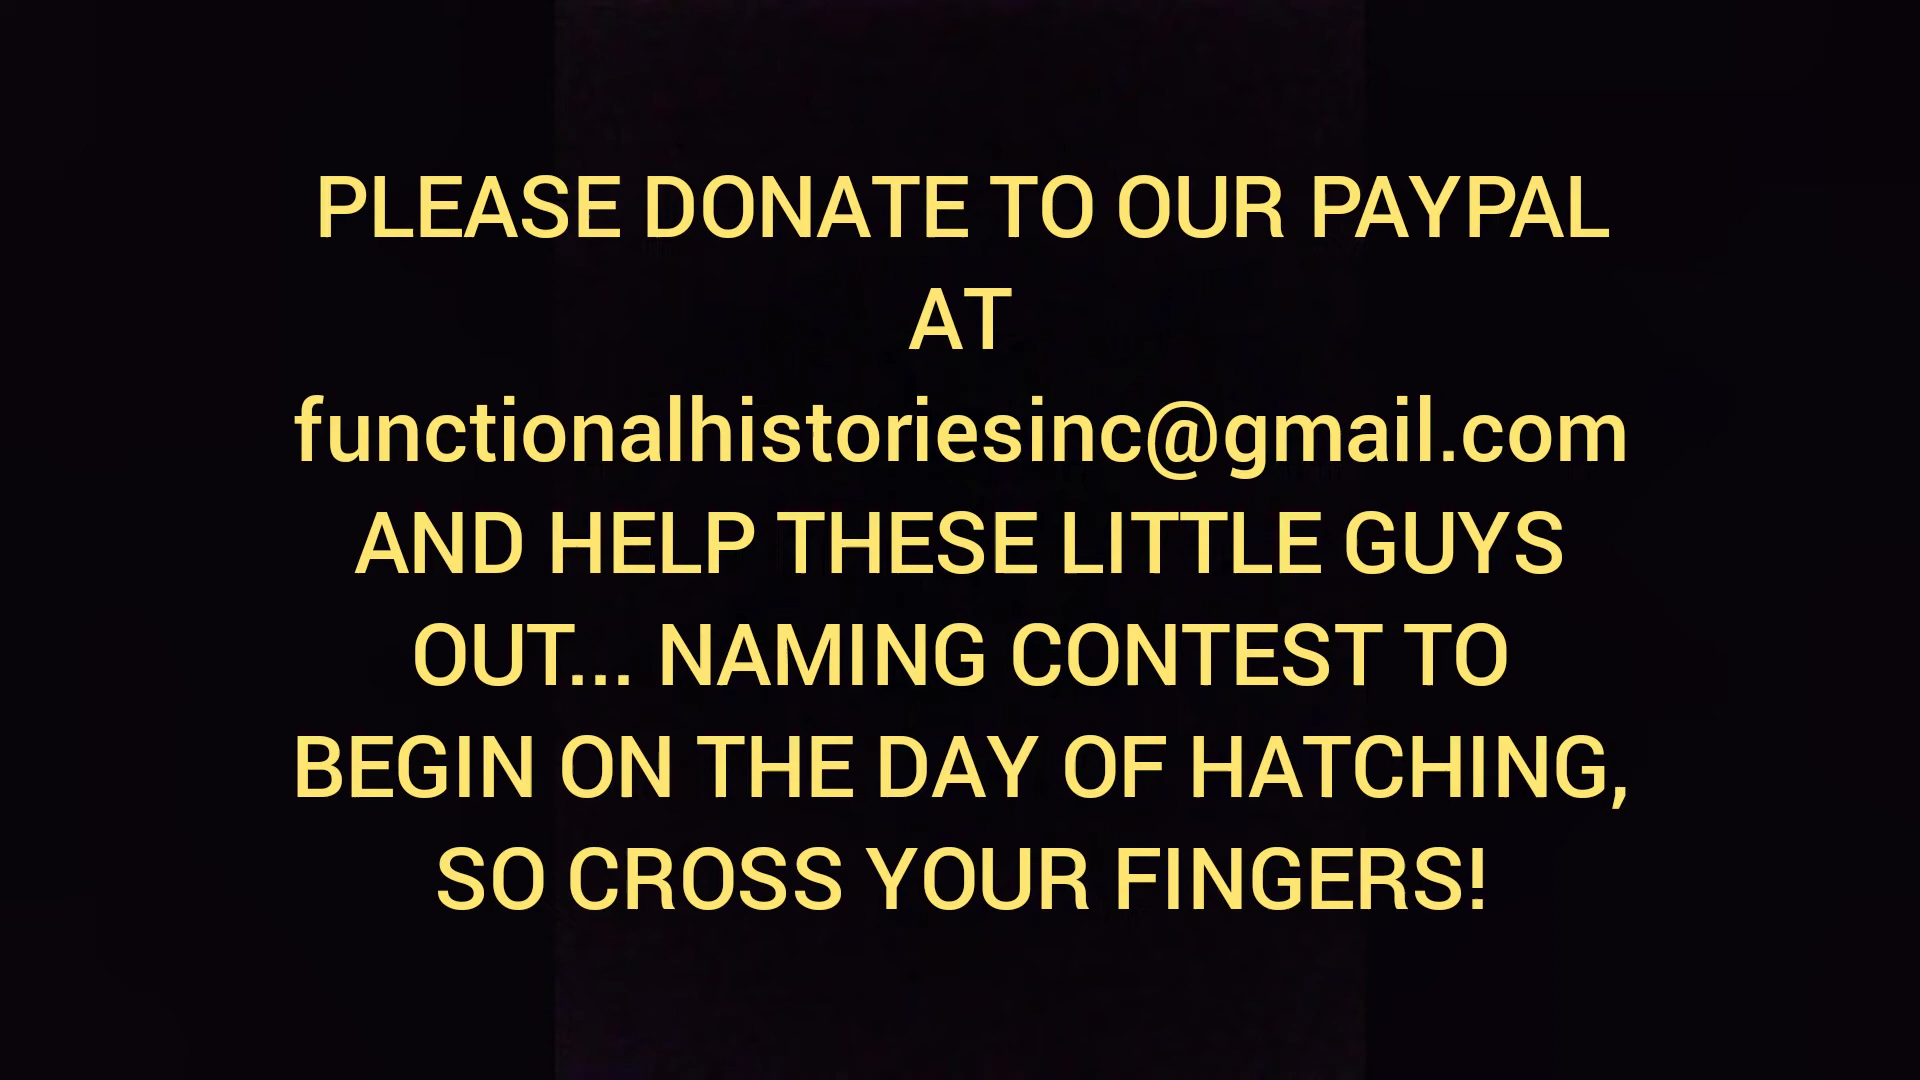 PLEASE DONATE TO OUR PAYPAL
AT
functionalhistoriesinc@gmail.com
AND HELP THESE LITTLE GUYS
OUT... NAMING CONTEST TO
BEGIN ON THE DAY OF HATCHING,
SO CROSS YOUR FINGERS!